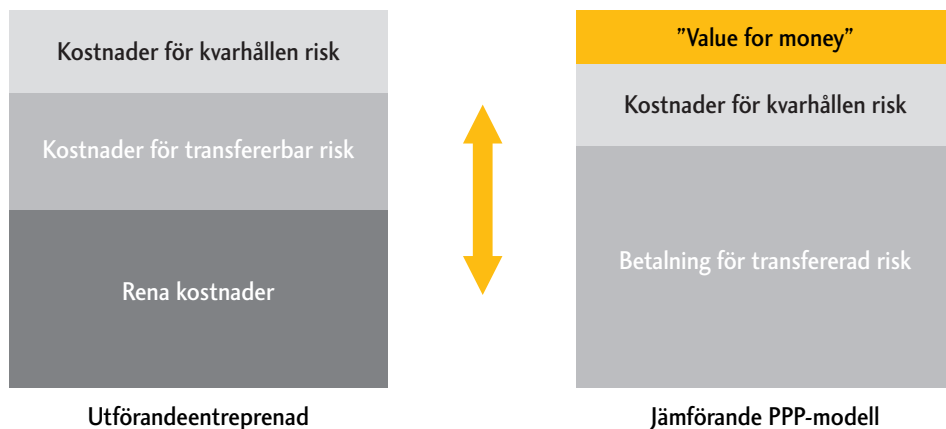 Kostnader för kvarhållen risk
Kostnader för transfererbar risk
Rena kostnader
Utförandeentreprenad
”Value for money”
Kostnader för kvarhållen risk
Betalning för transfererad risk
Jämförande PPP-modell